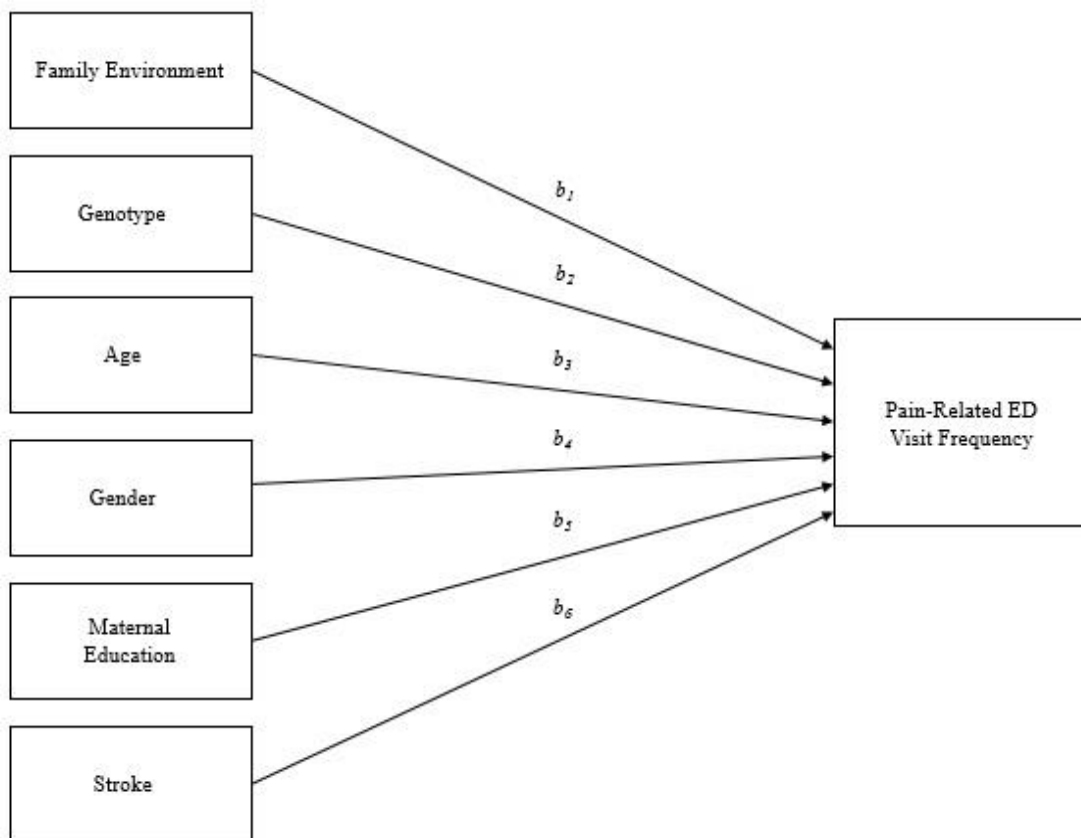 Family Environment
b1
Genotype
b2
Age
b3
Pain-Related ED
Visit Frequency
b4
Gender
b5
Maternal
Education
b6
Stroke